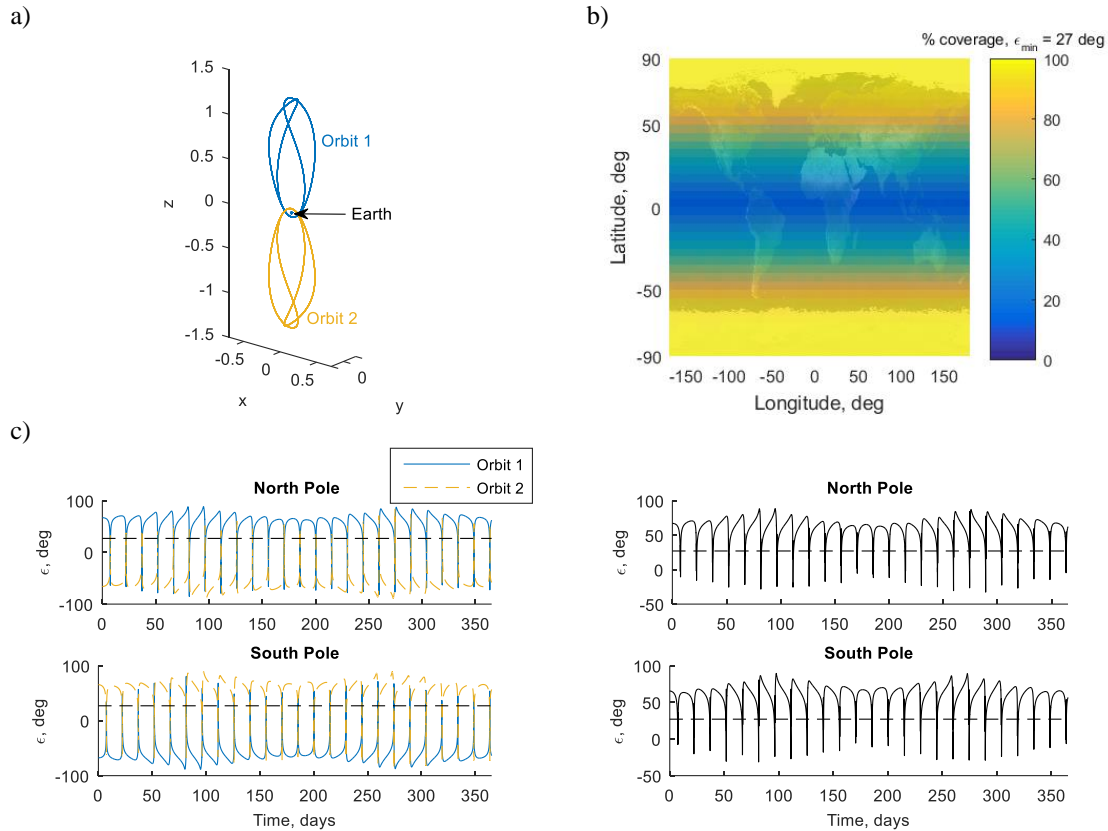 a)
1.5
1
0.5
0
-0.5
-1
-1.5
z
Orbit 1
Earth
Orbit 2
-0.5
0
0.5
0
x
y
b)
% coverage, ϵmin = 27 deg
90
50
0
-50
-90
Latitude, deg
-150 -100 -50 0 50 100 150
Longitude, deg
100
80
60
40
20
0
c)
Orbit 1
Orbit 2
North Pole
100
0
-100
ϵ, deg
0 50 100 150 200 250 300 350
South Pole
100
0
-100
ϵ, deg
0 50 100 150 200 250 300 350
Time, days
North Pole
100
50
0
-50
ϵ, deg
0 50 100 150 200 250 300 350
South Pole
100
50
0
-50
ϵ, deg
0 50 100 150 200 250 300 350
Time, days